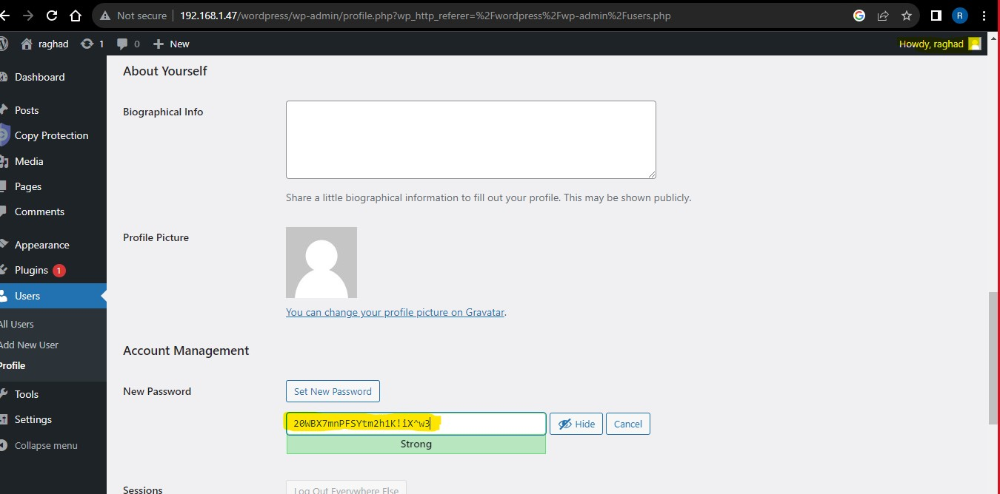 Not secure 192.168.1.47/wordpress/wp-admin/profile.php?wp_http_referer=%2Fwordpress%2Fwp-admin%2Fusers.php R
raghad 1 0 New Howdy, raghad
Dashboard
Posts
Copy Protection
Media
Pages
Comments
Appearance
Plugins 1
Users
All Users
Add New User
Profile
Tools
Settings
Collapse menu
About Yourself
Biographical Info
Share a little biographical information to fill out your profile. This may be shown publicly.
Profile Picture
You can change your profile picture on Gravatar.
Account Management
New Password Set New Password
20WBX7mnPFSYtm2h1K!iX^w3 Hide Cancel
Strong
Sessions Log Out Everywhere Else